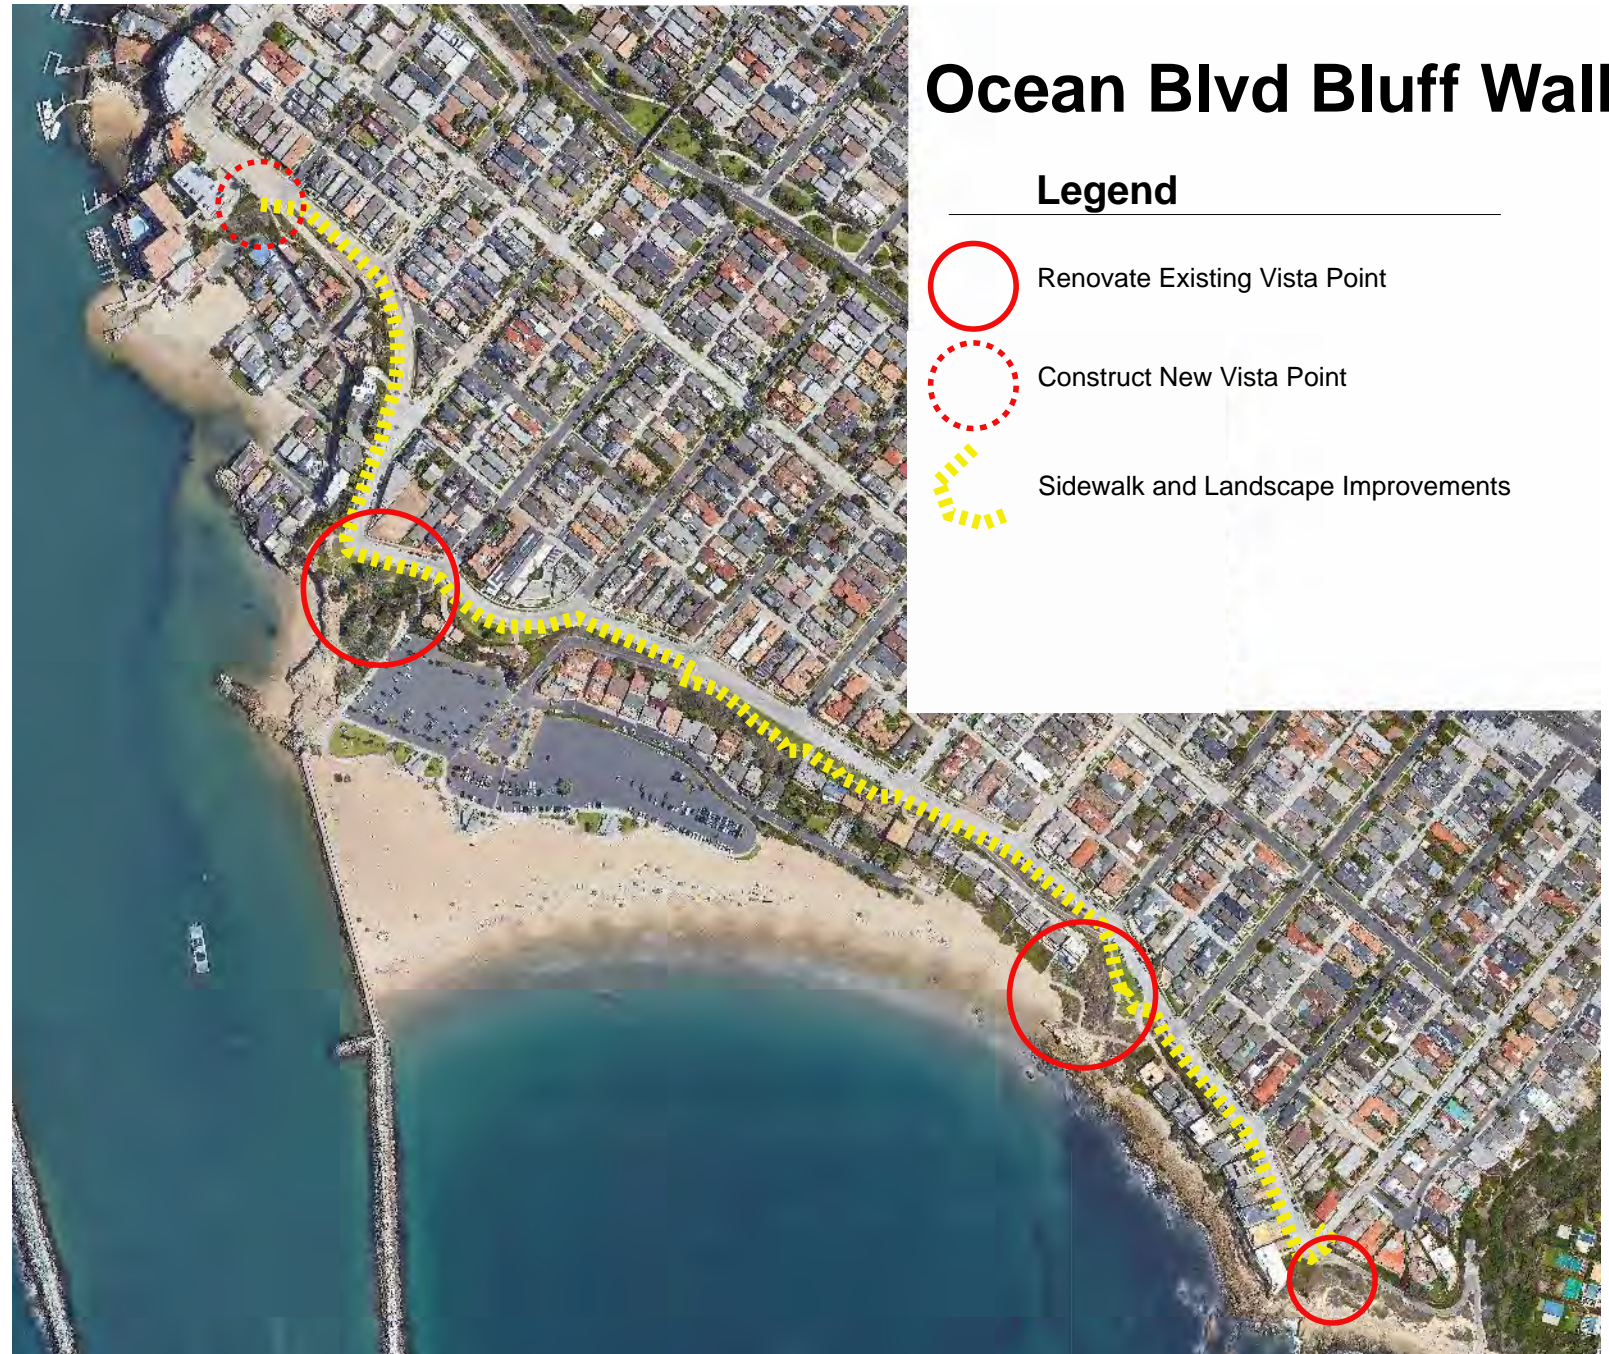 Ocean Blvd Bluff Wall
Legend
Renovate Existing Vista Point
Construct New Vista Point
Sidewalk and Landscape Improvements